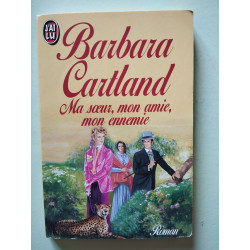 J'AI
LU
Barbara
Cartland
Ma sœur, mon amie,
mon ennemie
Roman